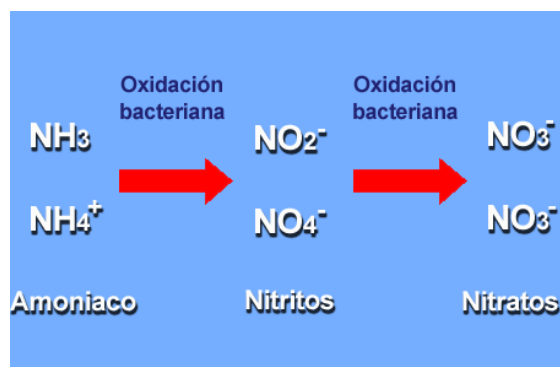 Oxidación
bacteriana
Oxidación
bacteriana
NH3
NO2-
NO3-
NH4+
NO4-
NO3-
Amoniaco
Nitritos
Nitratos